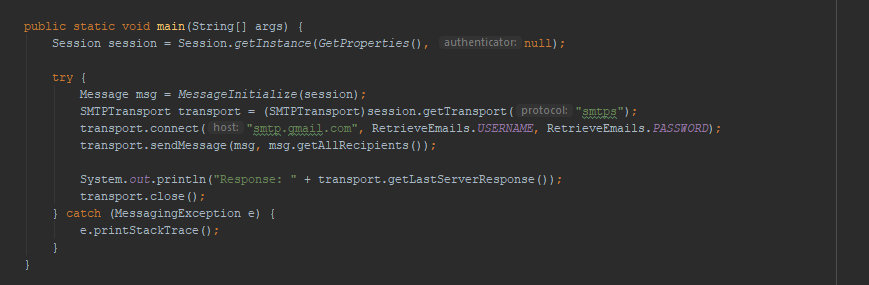 public static void main(String[] args) {
Session session = Session.getInstance(GetProperties(), authenticator: null);
try {
Message msg = MessageInitialize(session);
SMTPTransport transport = (SMTPTransport)session.getTransport( protocol: "smtps");
transport.connect( host: "smtp.gmail.com", RetrieveEmails.USERNAME, RetrieveEmails.PASSWORD);
transport.sendMessage(msg, msg.getAllRecipients());
System.out.println("Response: " + transport.getLastServerResponse());
transport.close();
} catch (MessagingException e) {
e.printStackTrace();
}
}